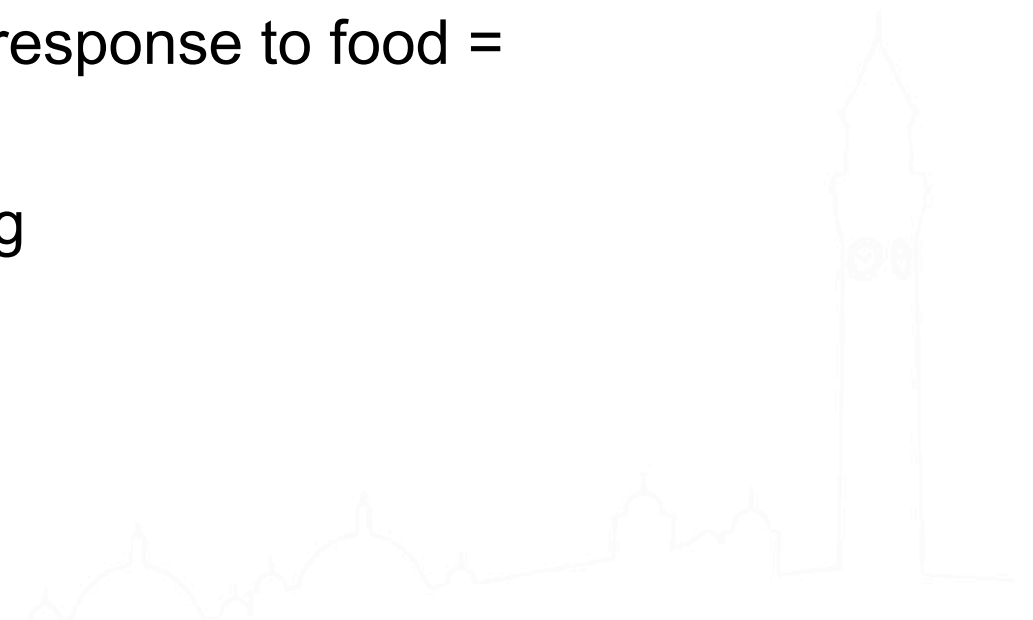 response to food =
g